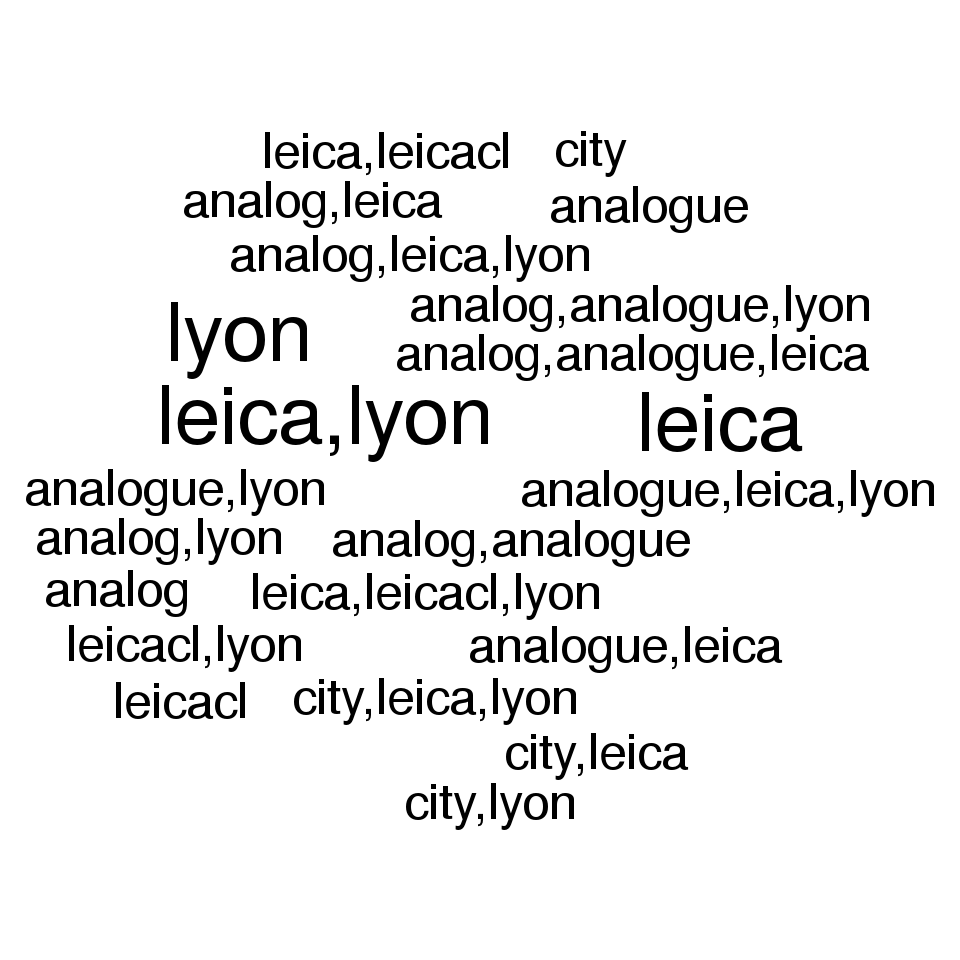 leica,leicacl
city
analog,leica
analogue
analog,leica,lyon
analog,analogue,lyon
lyon
analog,analogue,leica
leica,lyon
leica
analogue,lyon
analogue,leica,lyon
analog,lyon
analog,analogue
analog
leica,leicacl,lyon
leicacl,lyon
analogue,leica
leicacl
city,leica,lyon
city,leica
city,lyon